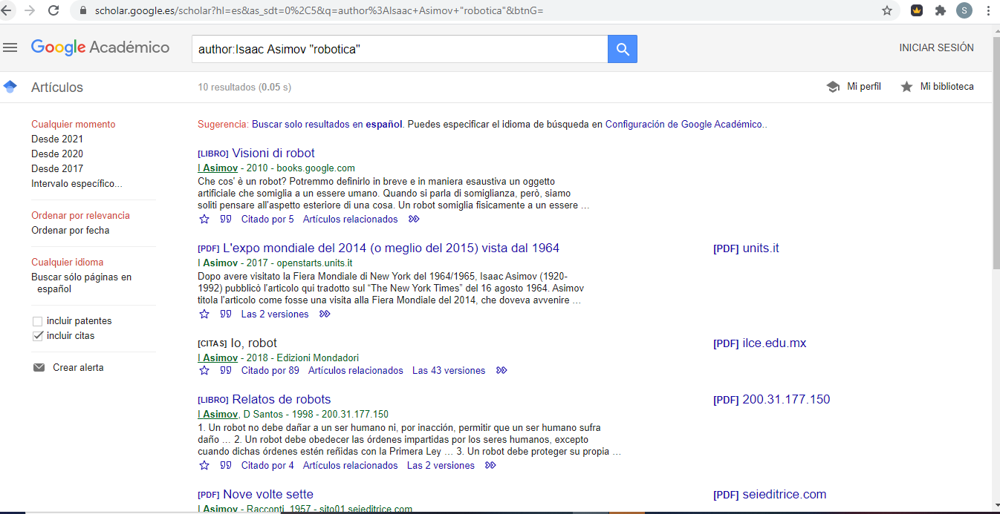 scholar.google.es/scholar?hl=es&as_sdt=0%2C5&q=author%3AIsaac+Asimov+"robotica"&btnG=
S
Google Académico
author:Isaac Asimov "robotica"
INICIAR SESIÓN
Artículos
10 resultados (0.05 s)
Mi perfil
Mi biblioteca
Cualquier momento
Desde 2021
Desde 2020
Desde 2017
Intervalo específico...
Ordenar por relevancia
Ordenar por fecha
Cualquier idioma
Buscar sólo páginas en
español
incluir patentes
incluir citas
Crear alerta
Sugerencia: Buscar solo resultados en español. Puedes especificar el idioma de búsqueda en Configuración de Google Académico..
[LIBRO] Visioni di robot
I Asimov - 2010 - books.google.com
Che cos' è un robot? Potremmo definirlo in breve e in maniera esaustiva un oggetto
artificiale che somiglia a un essere umano. Quando si parla di somiglianza, però, siamo
soliti pensare all'aspetto esteriore di una cosa. Un robot somiglia fisicamente a un essere …
Citado por 5 Artículos relacionados
[PDF] L'expo mondiale del 2014 (o meglio del 2015) vista dal 1964
[PDF] units.it
I Asimov - 2017 - openstarts.units.it
Dopo avere visitato la Fiera Mondiale di New York del 1964/1965, Isaac Asimov (1920-
1992) pubblicò l'articolo qui tradotto sul “The New York Times” del 16 agosto 1964. Asimov
titola l'articolo come fosse una visita alla Fiera Mondiale del 2014, che doveva avvenire …
Las 2 versiones
[CITAS] Io, robot
[PDF] ilce.edu.mx
I Asimov - 2018 - Edizioni Mondadori
Citado por 89 Artículos relacionados Las 43 versiones
[LIBRO] Relatos de robots
[PDF] 200.31.177.150
I Asimov, D Santos - 1998 - 200.31.177.150
1. Un robot no debe dañar a un ser humano ni, por inacción, permitir que un ser humano sufra
daño … 2. Un robot debe obedecer las órdenes impartidas por los seres humanos, excepto
cuando dichas órdenes estén reñidas con la Primera Ley … 3. Un robot debe proteger su propia …
Citado por 4 Artículos relacionados Las 2 versiones
[PDF] Nove volte sette
[PDF] seieditrice.com
I Asimov - Racconti, 1957 - sito01.seieditrice.com